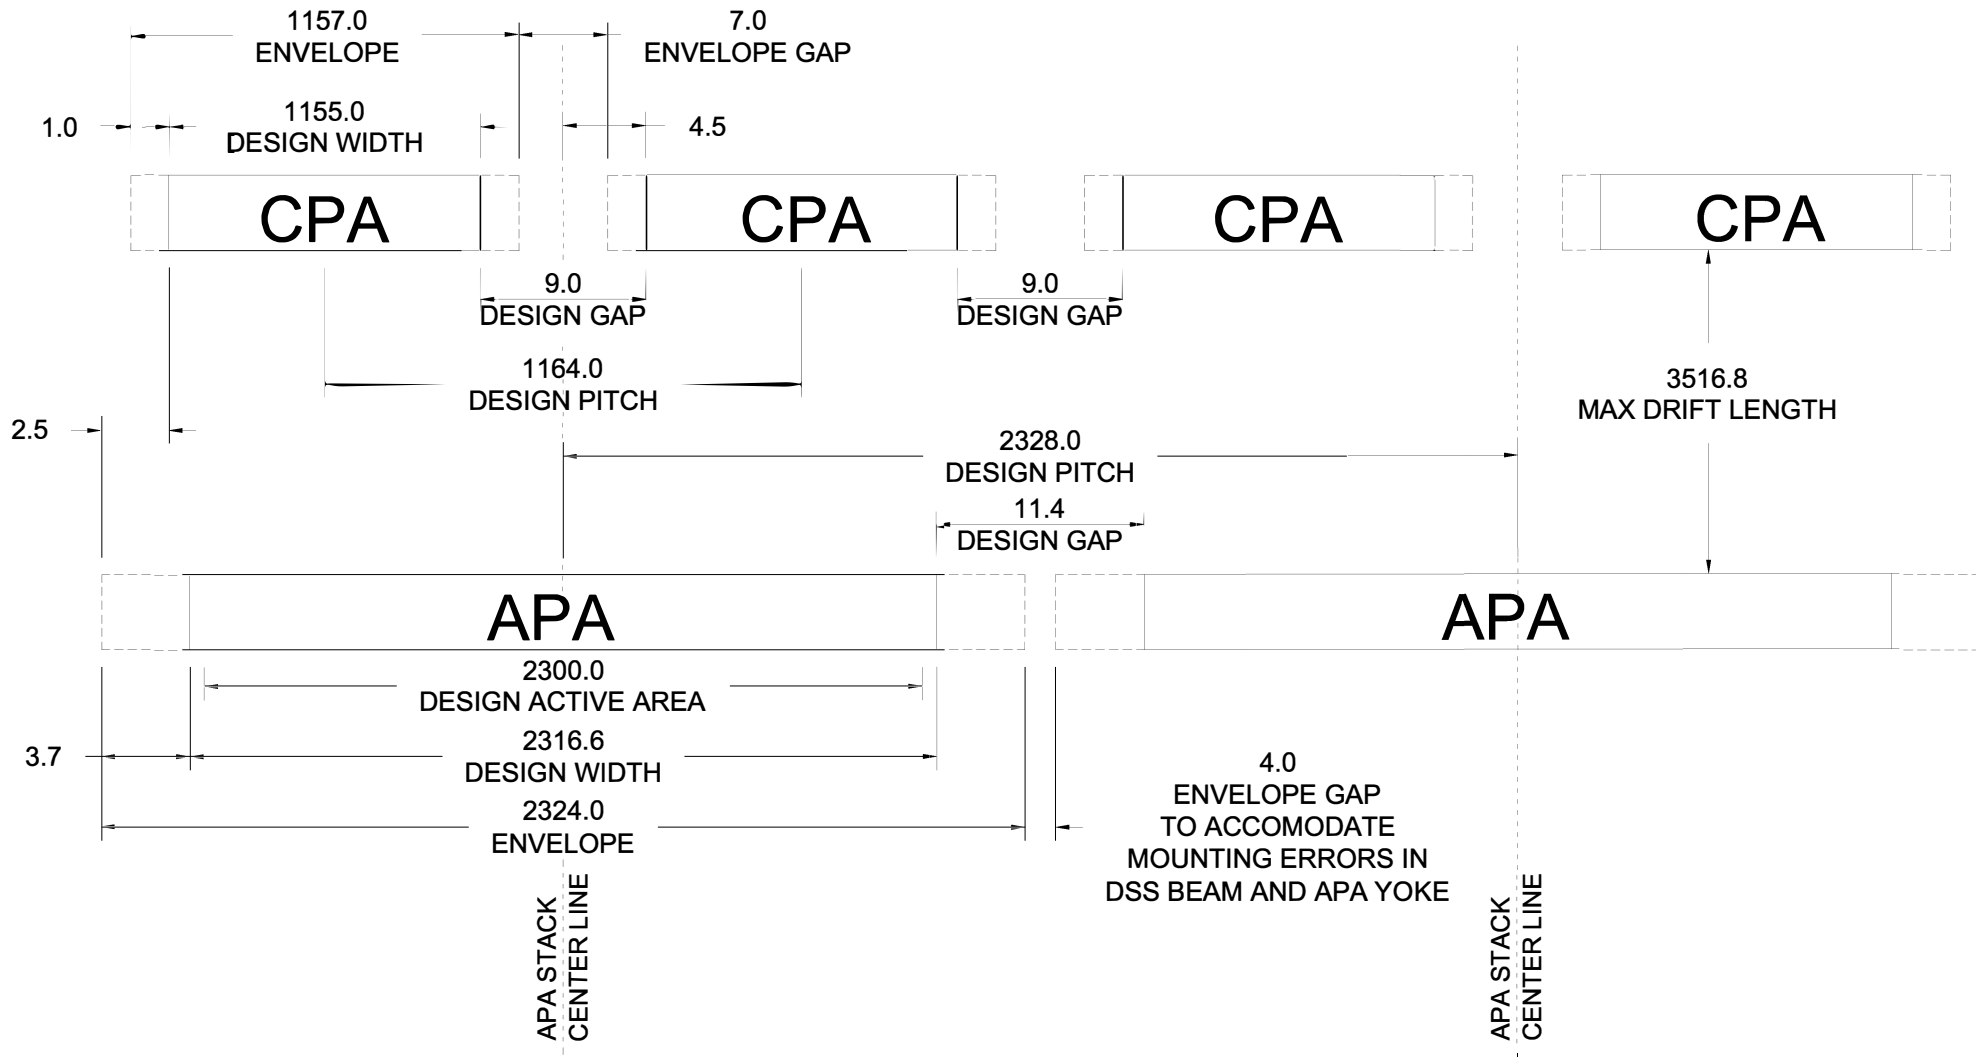 1157.0
ENVELOPE
7.0
ENVELOPE GAP
1.0
1155.0
DESIGN WIDTH
4.5
CPA
CPA
CPA
CPA
9.0
DESIGN GAP
9.0
DESIGN GAP
1164.0
DESIGN PITCH
3516.8
MAX DRIFT LENGTH
2.5
2328.0
DESIGN PITCH
11.4
DESIGN GAP
APA
APA
2300.0
DESIGN ACTIVE AREA
3.7
2316.6
DESIGN WIDTH
2324.0
ENVELOPE
4.0
ENVELOPE GAP
TO ACCOMODATE
MOUNTING ERRORS IN
DSS BEAM AND APA YOKE
APA STACK
CENTER LINE
APA STACK
CENTER LINE